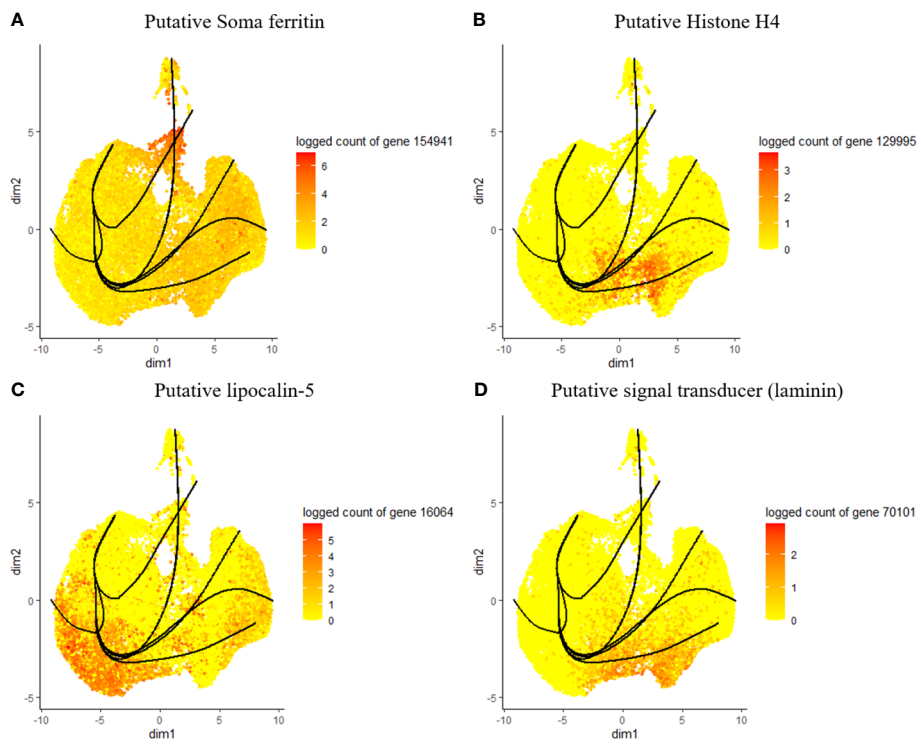 A
Putative Soma ferritin
dim2
0
-5
-10
-5
0
5
10
dim1
logged count of gene 154941
6
4
2
0
B
Putative Histone H4
dim2
5
0
-5
-10
-5
0
5
10
dim1
logged count of gene 129995
3
2
1
0
C
Putative lipocalin-5
dim2
0
-5
-10
-5
0
5
10
dim1
logged count of gene 16064
5
4
3
2
1
0
D
Putative signal transducer (laminin)
dim2
5
0
-5
-10
-5
0
5
10
dim1
logged count of gene 70101
2
1
0